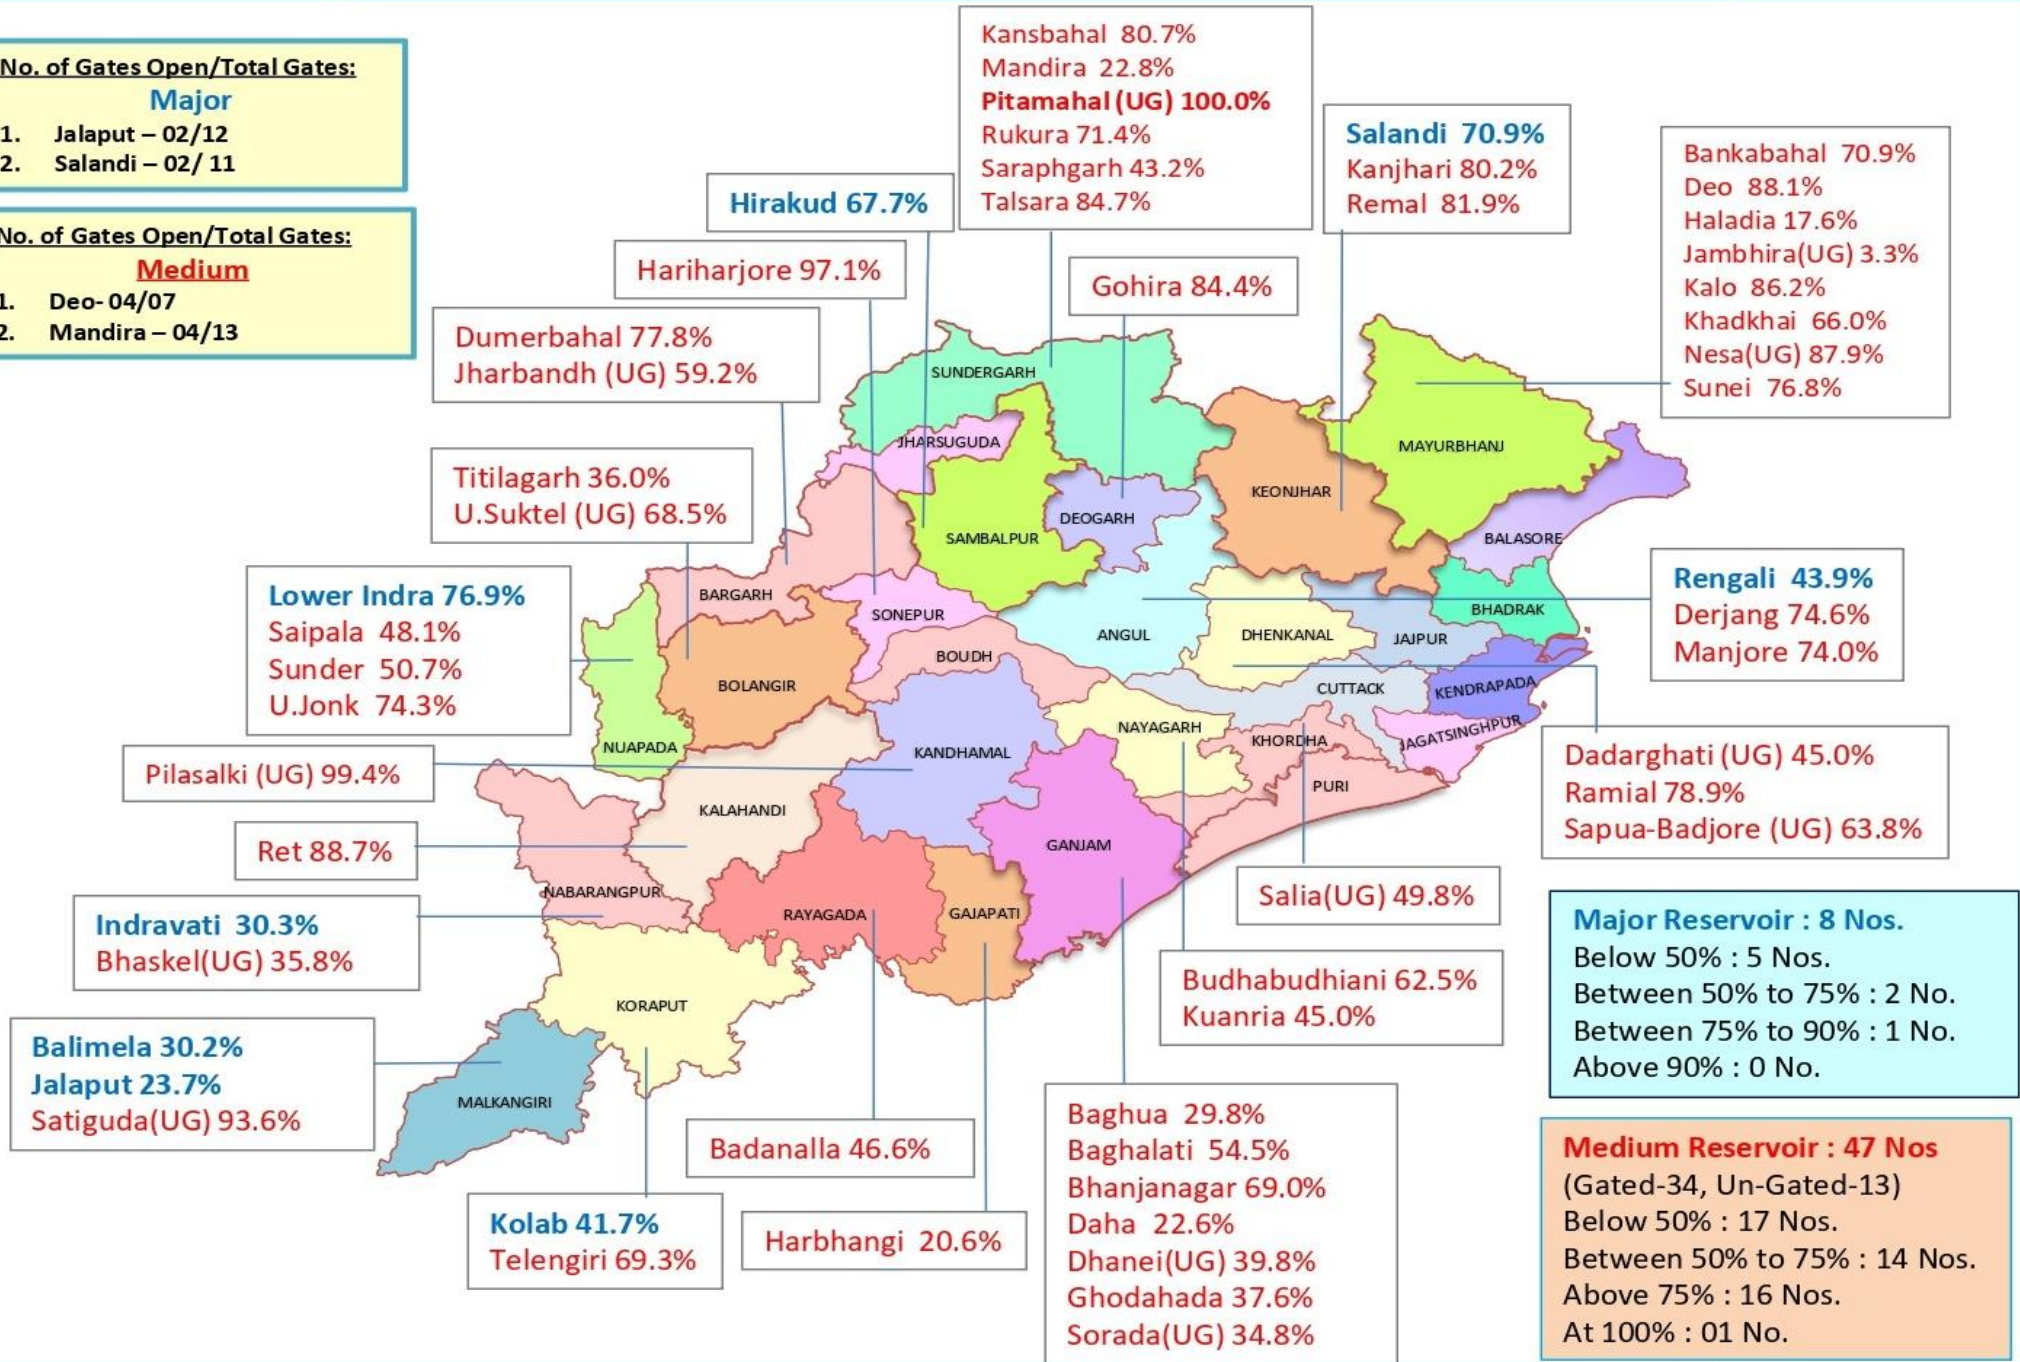 No. of Gates Open/Total Gates:
Major
1. Jalaput – 02/12
2. Salandi – 02/ 11
No. of Gates Open/Total Gates:
Medium
1. Deo- 04/07
2. Mandira – 04/13
Kansbahal 80.7%
Mandira 22.8%
Pitamahal (UG) 100.0%
Rukura 71.4%
Saraphgarh 43.2%
Talsara 84.7%
Salandi 70.9%
Kanjhari 80.2%
Remal 81.9%
Bankabahal 70.9%
Deo 88.1%
Haladia 17.6%
Jambhira(UG) 3.3%
Kalo 86.2%
Khadkhai 66.0%
Nesa(UG) 87.9%
Sunei 76.8%
Hirakud 67.7%
Hariharjore 97.1%
Gohira 84.4%
Dumerbahal 77.8%
Jharbandh (UG) 59.2%
Titilagarh 36.0%
U.Suktel (UG) 68.5%
Lower Indra 76.9%
Saipala 48.1%
Sunder 50.7%
U.Jonk 74.3%
Pilasalki (UG) 99.4%
Ret 88.7%
Indravati 30.3%
Bhaskel(UG) 35.8%
Balimela 30.2%
Jalaput 23.7%
Satiguda(UG) 93.6%
SUNDERGARH
JHARSUGUDA
SAMBALPUR
DEOGARH
KEONJHAR
MAYURBHANJ
BALASORE
BARGARH
SONEPUR
ANGUL
DHENKANAL
BHADRAK
JAJPUR
BOUDH
BOLANGIR
CUTTACK
KENDRAPADA
NUAPADA
KANDHAMAL
NAYAGARH
KHORDHA
JAGATSINGHPUR
PURI
KALAHANDI
GANJAM
NABARANGPUR
RAYAGADA
GAJAPATI
KORAPUT
MALKANGIRI
Rengali 43.9%
Derjang 74.6%
Manjore 74.0%
Dadarghati (UG) 45.0%
Ramial 78.9%
Sapua-Badjore (UG) 63.8%
Salia(UG) 49.8%
Budhabudhiani 62.5%
Kuanria 45.0%
Badanalla 46.6%
Kolab 41.7%
Telengiri 69.3%
Harbhangi 20.6%
Baghua 29.8%
Baghalati 54.5%
Bhanjanagar 69.0%
Daha 22.6%
Dhanei(UG) 39.8%
Ghodahada 37.6%
Sorada(UG) 34.8%
Major Reservoir : 8 Nos.
Below 50% : 5 Nos.
Between 50% to 75% : 2 No.
Between 75% to 90% : 1 No.
Above 90% : 0 No.
Medium Reservoir : 47 Nos
(Gated-34, Un-Gated-13)
Below 50% : 17 Nos.
Between 50% to 75% : 14 Nos.
Above 75% : 16 Nos.
At 100% : 01 No.